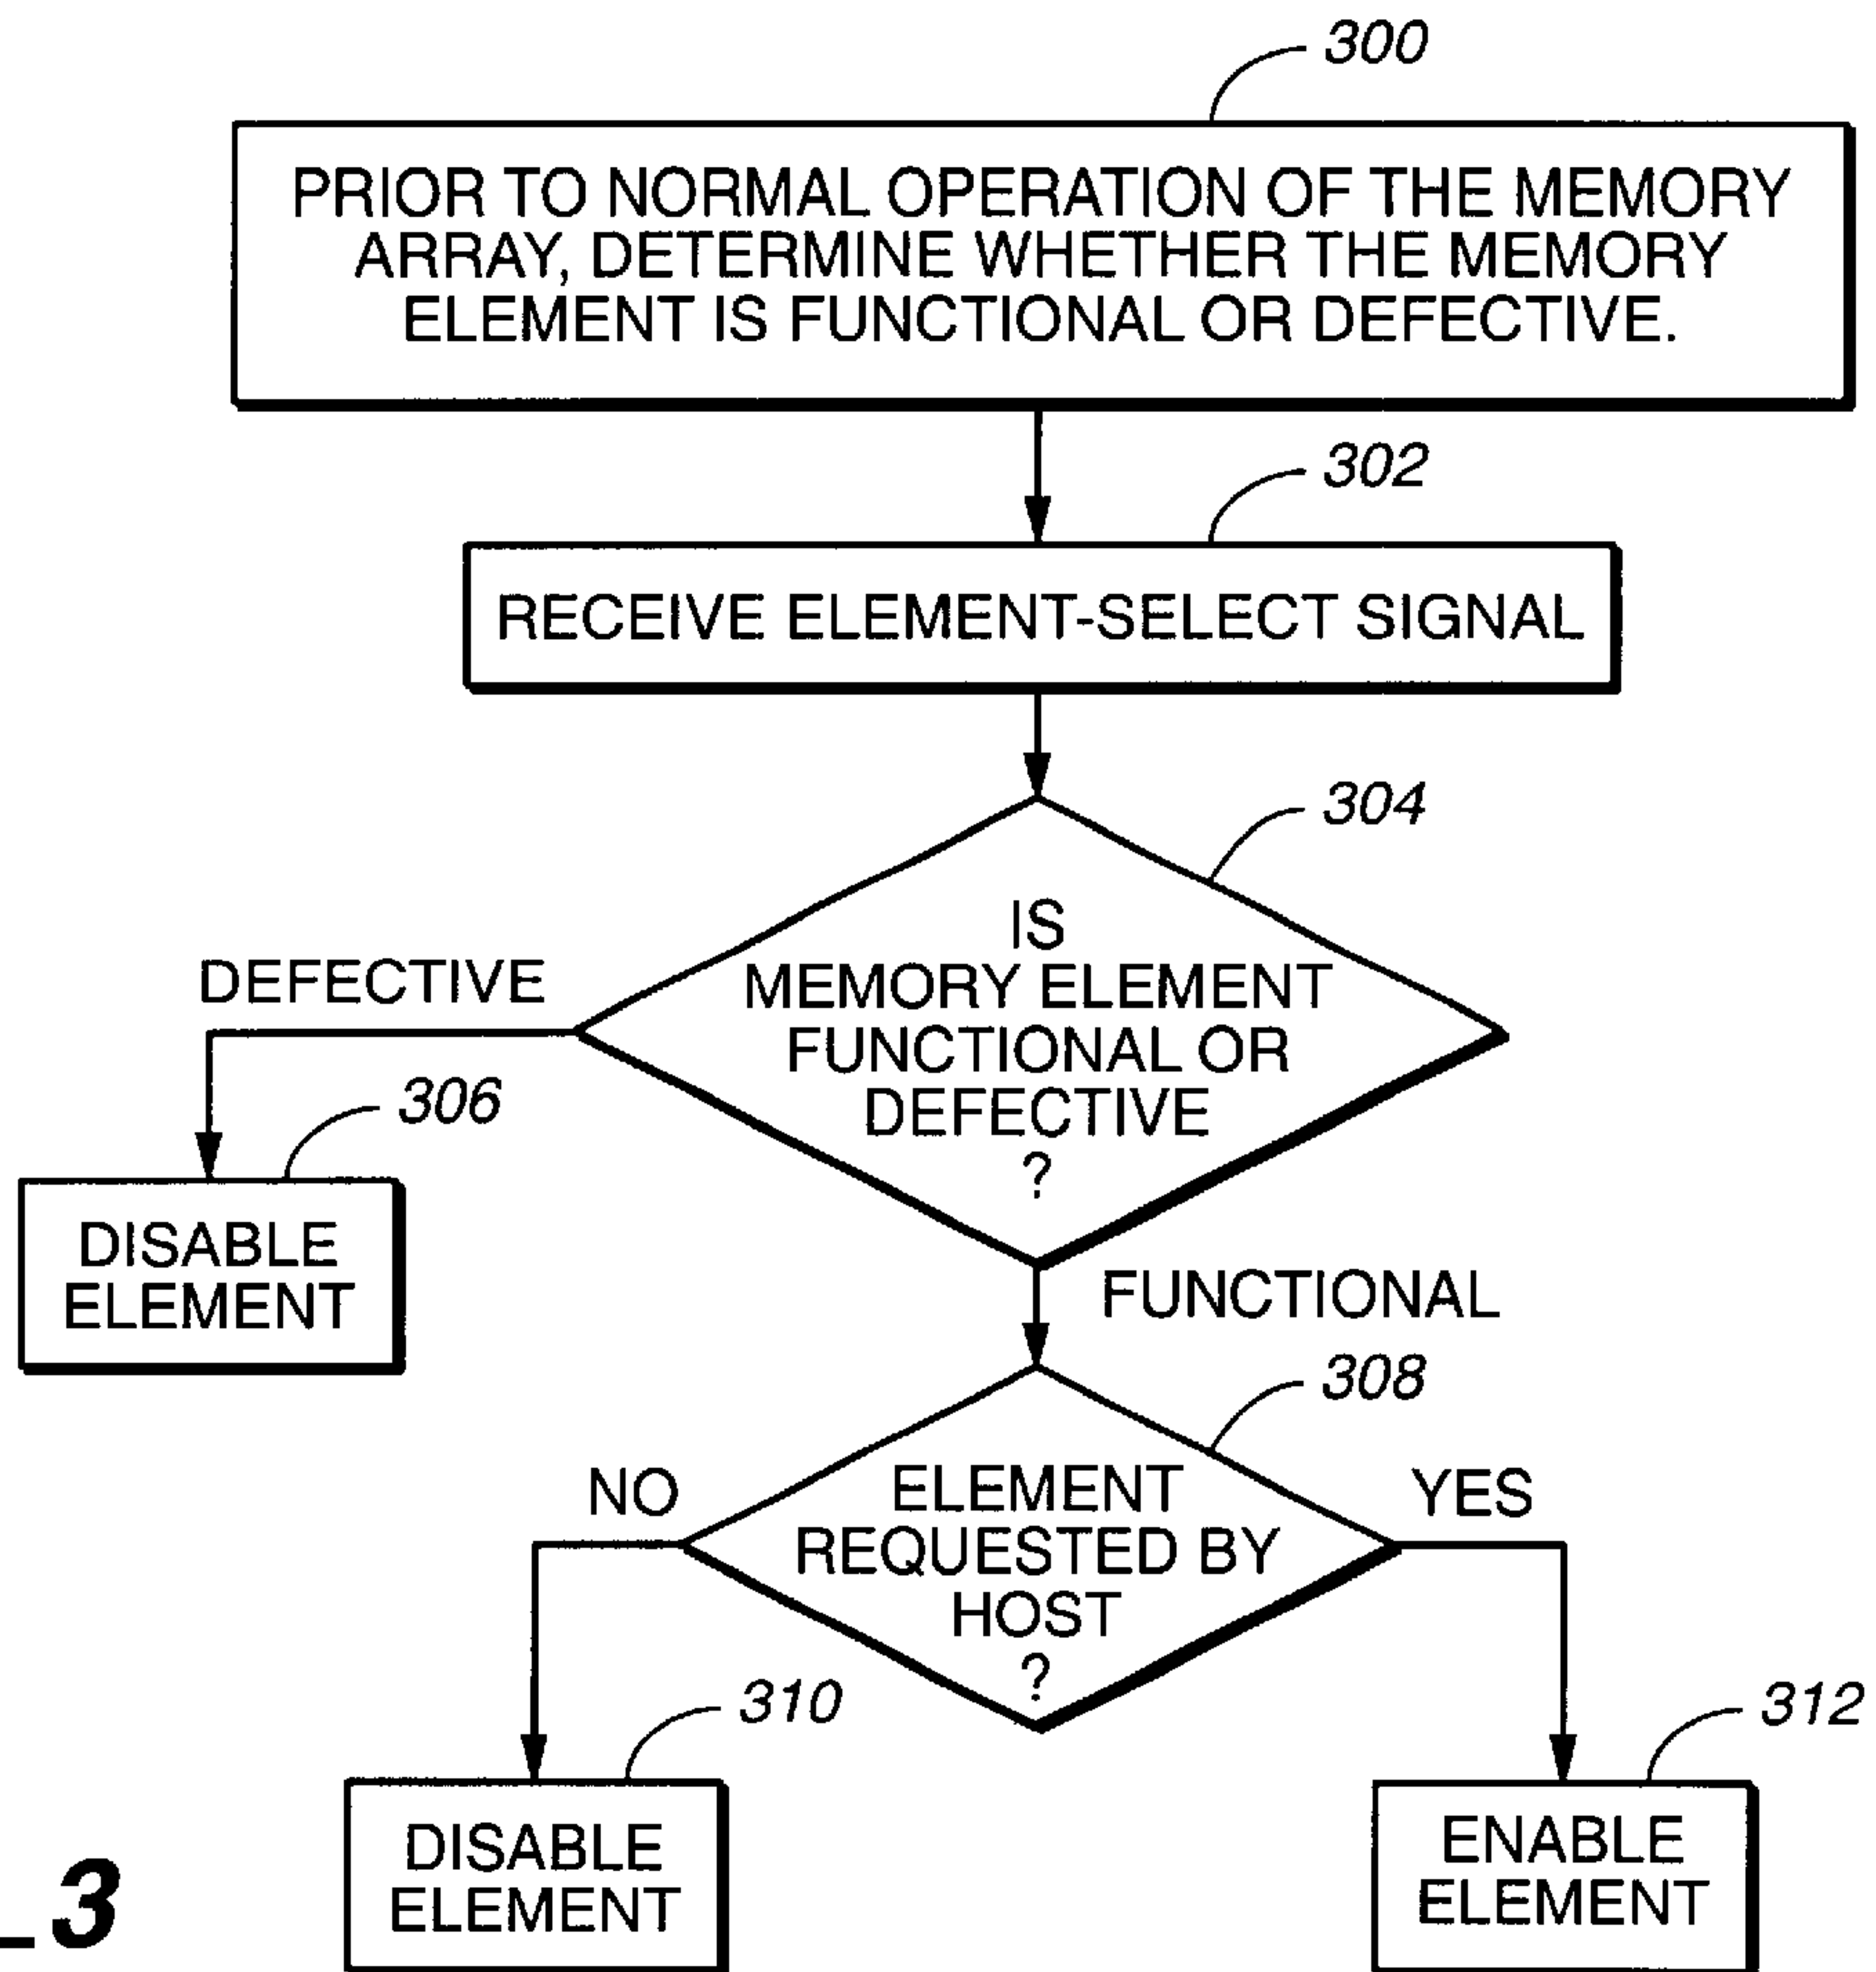 300
PRIOR TO NORMAL OPERATION OF THE MEMORY
ARRAY, DETERMINE WHETHER THE MEMORY
ELEMENT IS FUNCTIONAL OR DEFECTIVE.
302
RECEIVE ELEMENT-SELECT SIGNAL
304
IS
MEMORY ELEMENT
FUNCTIONAL OR
DEFECTIVE
?
DEFECTIVE
306
DISABLE
ELEMENT
FUNCTIONAL
308
ELEMENT
REQUESTED BY
HOST
?
NO
YES
310
DISABLE
ELEMENT
312
ENABLE
ELEMENT
_3